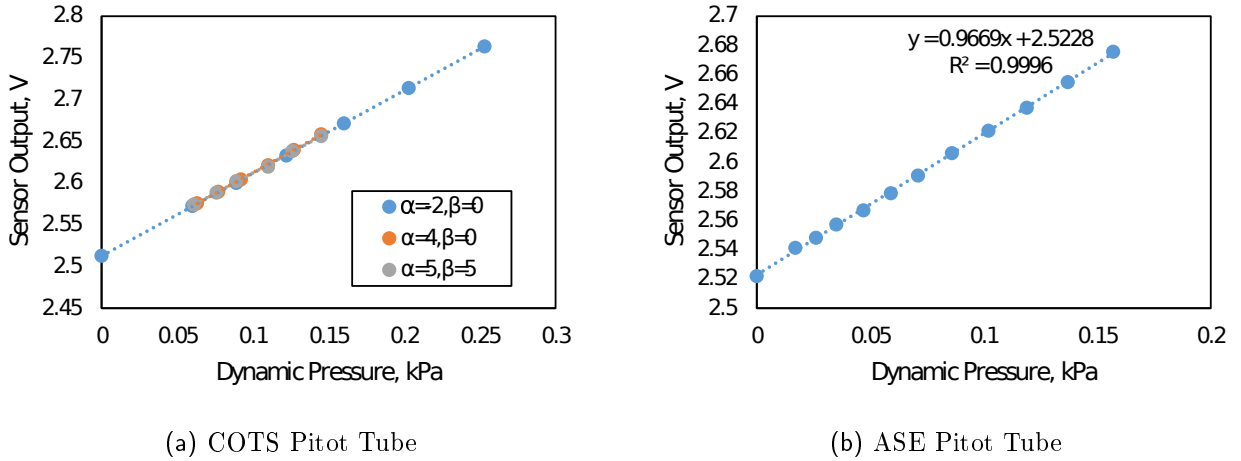 2.8
2.75
2.7
2.65
2.6
2.55
2.5
2.45
Sensor Output, V
0 0.05 0.1 0.15 0.2 0.25 0.3
Dynamic Pressure, kPa
α=-2,β=0
α=4,β=0
α=5,β=5
(a) COTS Pitot Tube
2.7
2.68
2.66
2.64
2.62
2.6
2.58
2.56
2.54
2.52
2.5
Sensor Output, V
y = 0.9669x + 2.5228
R² = 0.9996
0 0.05 0.1 0.15 0.2
Dynamic Pressure, kPa
(b) ASE Pitot Tube